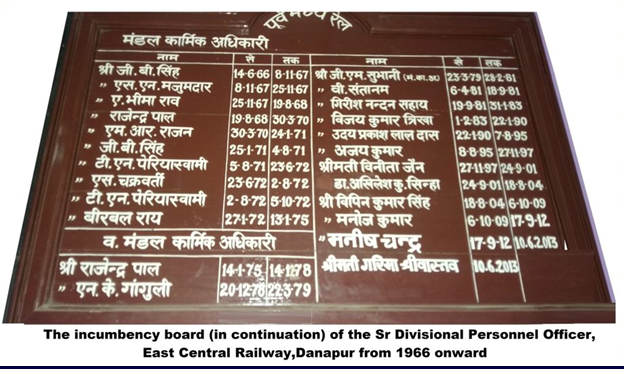 पूर्व मध्य रेल
मंडल कार्मिक अधिकारी
नाम से तक
श्री जी.बी.सिंह 14-6-66 8-11-67
" एस.एन.मजुमदार 8-11-67 25-11-67
" ए.भीमा राव 25-11-67 19-8-68
" राजेन्द्र पाल 19-8-68 30-3-70
" एम.आर.राजन 30-3-70 24-1-71
" जी.बी.सिंह 25-1-71 4-8-71
" टी.एन.पेरियास्वामी 5-8-71 23-6-72
" एस.चक्रवर्ती 23-6-72 2-8-72
" टी.एन.पेरियास्वामी 2-8-72 5-10-72
" बीरबल राय 27-1-72 13-1-75
व. मंडल कार्मिक अधिकारी
श्री राजेन्द्र पाल 14-1-75 14-12-78
" एन.के.गांगुली 20-12-78 22-3-79
नाम से तक
श्री जी.एम.सुभानी 23-3-79 28-2-81
" वी.संतानम 6-4-81 18-9-81
" गिरीश नन्दन सहाय 19-9-81 31-1-83
" विजय कुमार त्रिखा 1-2-83 22-1-90
" उदय प्रकाश लाल दास 22-1-90 7-8-95
" अजय कुमार 8-8-95 27-11-97
श्रीमती विनीता जैन 27-11-97 24-9-01
डा.अखिलेश कु.सिन्हा 24-9-01 18-8-04
श्री विपिन कुमार सिंह 18-8-04 6-10-09
" मनोज कुमार 6-10-09 17-9-12
" मनीष चन्द्र 17-9-12 10.6.2013
श्रीमती गरिमा श्रीवास्तव 10.6.2013
The incumbency board (in continuation) of the Sr Divisional Personnel Officer,
East Central Railway,Danapur from 1966 onward